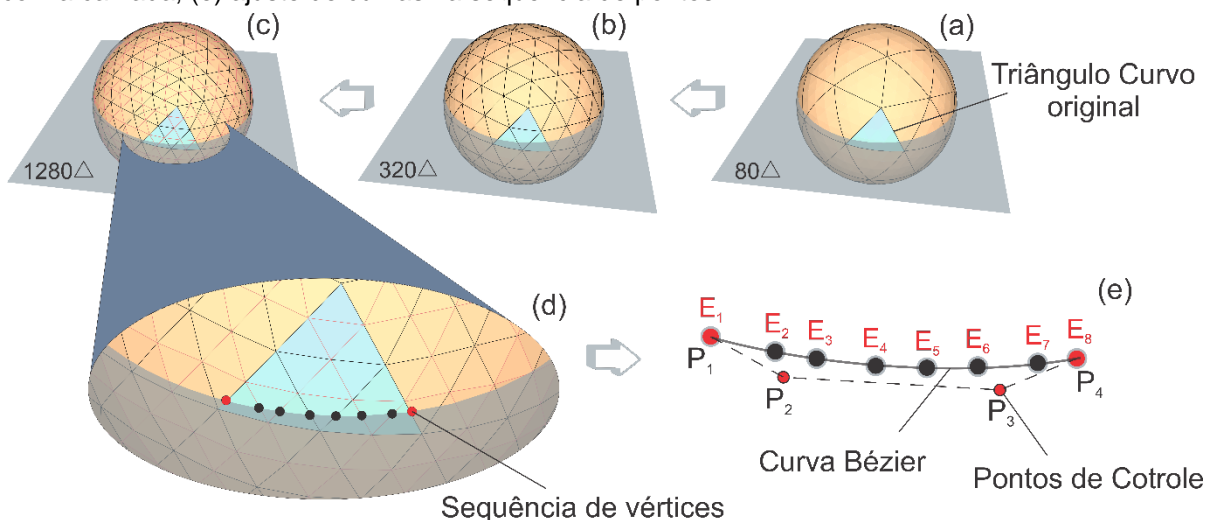 (c)
(b)
(a)
Triângulo Curvo
original
1280△
320△
80△
(d)
(e)
E₁
E₂
E₃
E₄
E₅
E₆
E₇
E₈
P₁
P₂
P₃
P₄
Curva Bézier
Pontos de Cotrole
Sequência de vértices